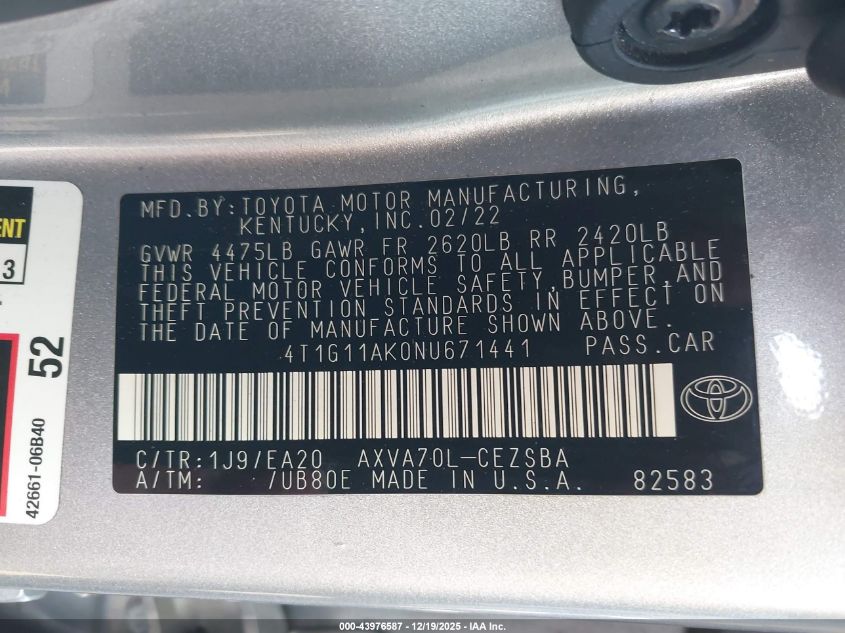 MFD.BY:TOYOTA MOTOR MANUFACTURING,
KENTUCKY,INC.02/22
GVWR 4475LB GAWR FR 2620LB RR 2420LB
THIS VEHICLE CONFORMS TO ALL APPLICABLE
FEDERAL MOTOR VEHICLE SAFETY,BUMPER,AND
THEFT PREVENTION STANDARDS IN EFFECT ON
THE DATE OF MANUFACTURE SHOWN ABOVE.
4T1G11AK0NU671441 PASS.CAR
C/TR:1J9/EA20 AXVA70L-CEZSBA
A/TM: /UB80E MADE IN U.S.A. 82583
52
42661-06B40
000-43976587 | 12/19/2025 – IAA Inc.